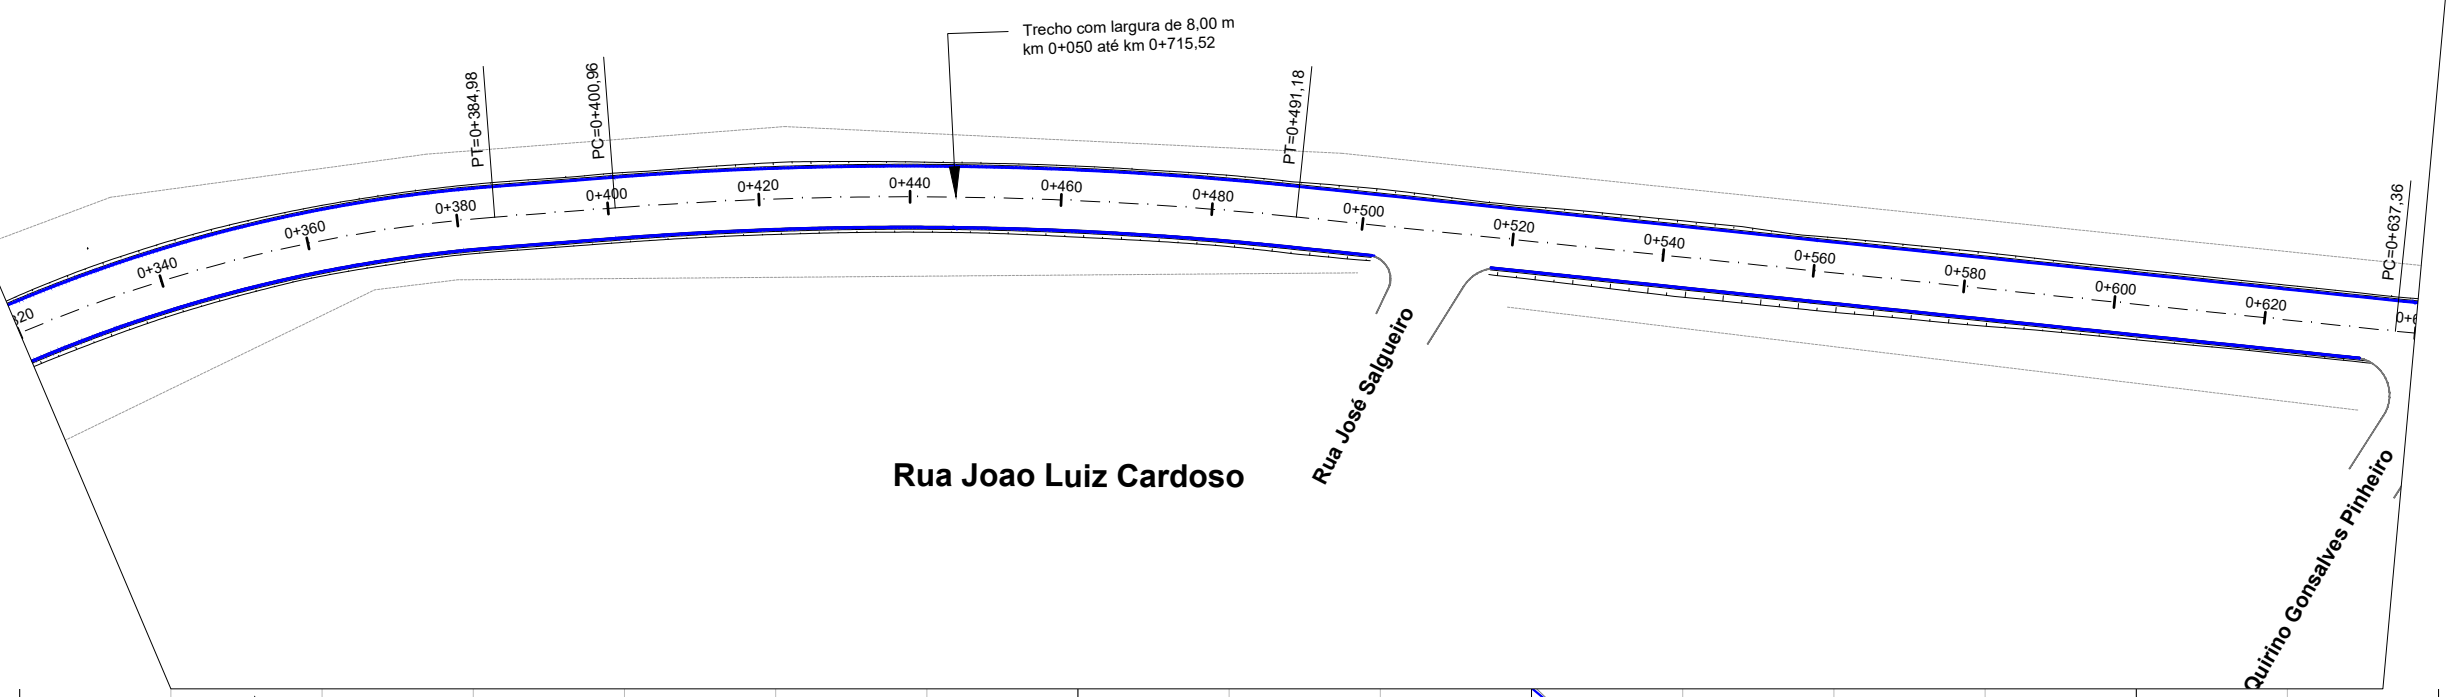 Trecho com largura de 8,00 m
km 0+050 até km 0+715,52
PT=0+384,98
PC=0+400,96
PT=0+491,18
PC=0+637,36
0+340
0+360
0+380
0+400
0+420
0+440
0+460
0+480
0+500
0+520
0+540
0+560
0+580
0+600
0+620
Rua José Salgueiro
Rua Joao Luiz Cardoso
Quirino Gonsalves Pinheiro